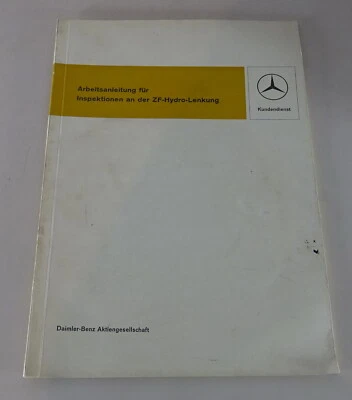 Arbeitsanleitung für
Inspektionen an der ZF-Hydro-Lenkung
Kundendienst
Daimler-Benz Aktiengesellschaft